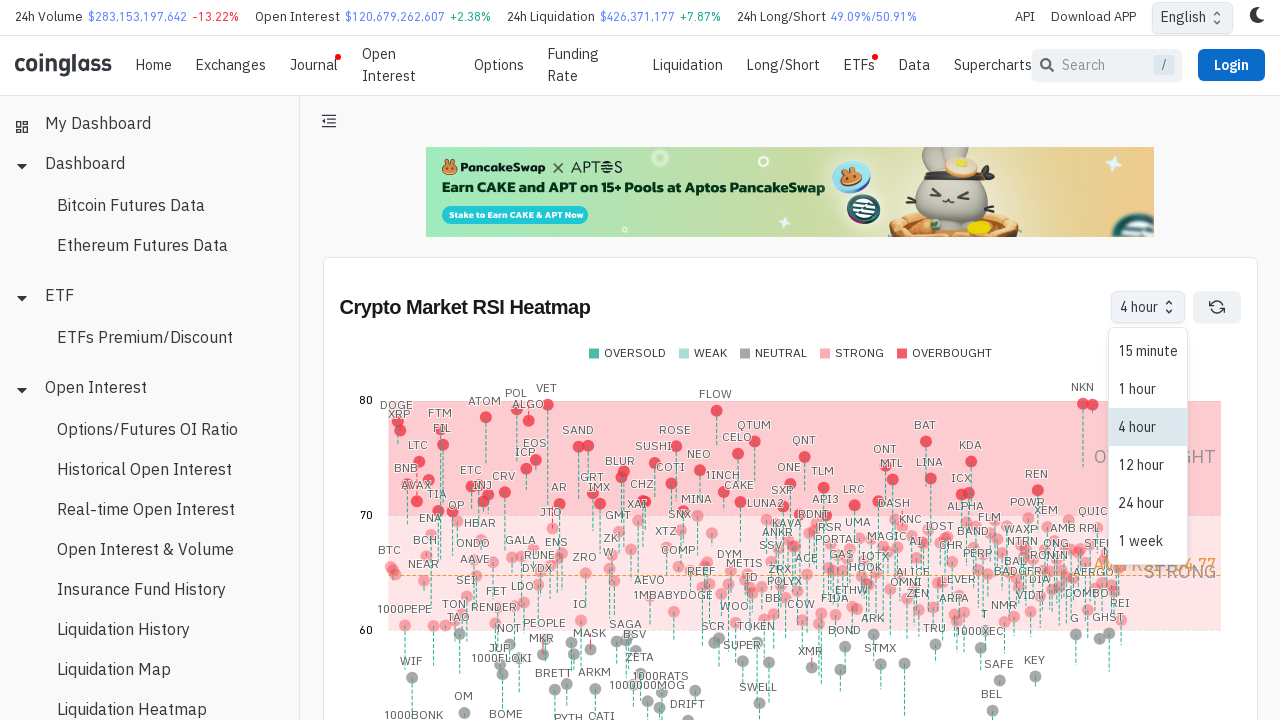 24h Volume $283,153,197,642 -13.22% Open Interest $120,679,262,607 +2.38% 24h Liquidation $426,371,177 +7.87% 24h Long/Short 49.09%/50.91% API Download APP English
coinglass Home Exchanges Journal Open Interest Options Funding Rate Liquidation Long/Short ETFs Data Supercharts Search / Login
My Dashboard
Dashboard
Bitcoin Futures Data
Ethereum Futures Data
ETF
ETFs Premium/Discount
Open Interest
Options/Futures OI Ratio
Historical Open Interest
Real-time Open Interest
Open Interest & Volume
Insurance Fund History
Liquidation History
Liquidation Map
Liquidation Heatmap
PancakeSwap X APTOS
Earn CAKE and APT on 15+ Pools at Aptos PancakeSwap
Stake to Earn CAKE & APT Now
Crypto Market RSI Heatmap
4 hour
15 minute
1 hour
4 hour
12 hour
24 hour
1 week
OVERSOLD WEAK NEUTRAL STRONG OVERBOUGHT
80
70
60
STRONG
DOGE
XRP
FTM
FIL
ATOM
POL
ALGO
VET
FLOW
NKN
LTC
EOS
ICP
SAND
ROSE
SUSHI
CELO
QTUM
QNT
BAT
KDA
BNB
AVAX
TIA
ETC
INJ
CRV
AR
GRT
IMX
BLUR
CHZ
COTI
NEO
1INCH
CAKE
ONE
TLM
ONT
MTL
LINA
ICX
REN
ENA
OP
HBAR
JTO
GMT
XAI
MINA
SNX
LUNA2
SXP
API3
LRC
DASH
ALPHA
POWR
XEM
QUIC
BTC
BCH
ONDO
GALA
ENS
ZK
XTZ
KAVA
ANKR
RDNT
RSR
UMA
KNC
IOST
FLM
BAND
WAXP
AMB
RPL
NEAR
AAVE
RUNE
DYDX
ZRO
W
COMP
DYM
METIS
SSV
ACE
PORTAL
MAGIC
AI
PERP
NTRN
CKB
SEI
FET
LDO
AEVO
REEF
ID
ZRX
POLYX
GAS
IOTX
HOOK
ALICE
LEVER
BAL
BADGER
RONIN
DIA
AERGO
COMBO
1000PEPE
TON
TAO
RENDER
IO
1MBABYDOGE
WOO
COW
FIDA
ETHW
OMNI
ZEN
ARPA
NMR
VIDT
GHST
REI
NOT
PEOPLE
MKR
MASK
SAGA
BSV
SCR
TOKEN
BOND
ARK
TRU
T
1000XEC
G
WIF
JUP
1000FLOKI
ZETA
SUPER
XMR
STMX
SAFE
KEY
BRETT
ARKM
1000RATS
1000000MOG
SWELL
BEL
OM
DRIFT
1000BONK
BOME
PYTH
CATI